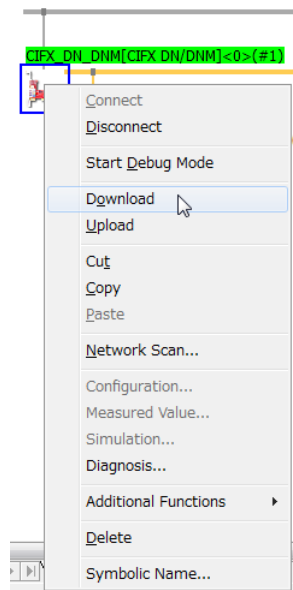 CIFX_DN_DNM[CIFX DN/DNM]<0>(#1)
Connect
Disconnect
Start Debug Mode
Download
Upload
Cut
Copy
Paste
Network Scan...
Configuration...
Measured Value...
Simulation...
Diagnosis...
Additional Functions
Delete
Symbolic Name...